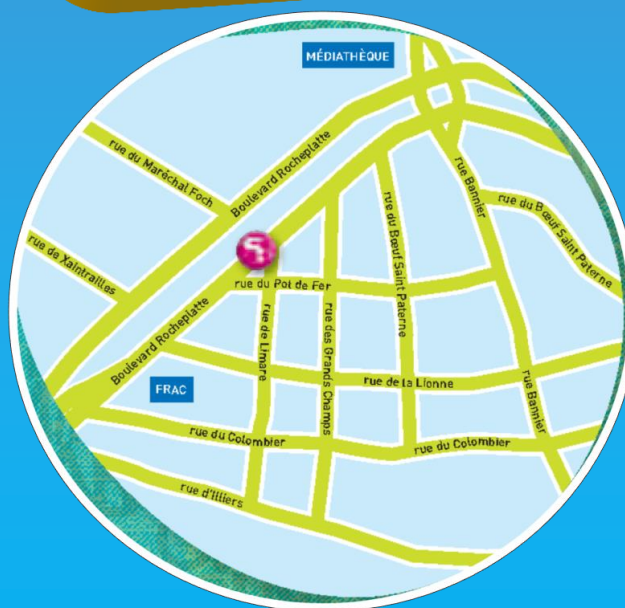 MÉDIATHÈQUE
rue du Maréchal Foch
Boulevard Rocheplatte
rue Bannier
rue du Bœuf Saint Paterne
rue du Bœuf Saint Paterne
rue de Xaintrailles
rue du Pot de Fer
Boulevard Rocheplatte
rue de Limare
rue des Grands Champs
FRAC
rue de la Lionne
rue Bannier
rue du Colombier
rue du Colombier
rue d'Illiers